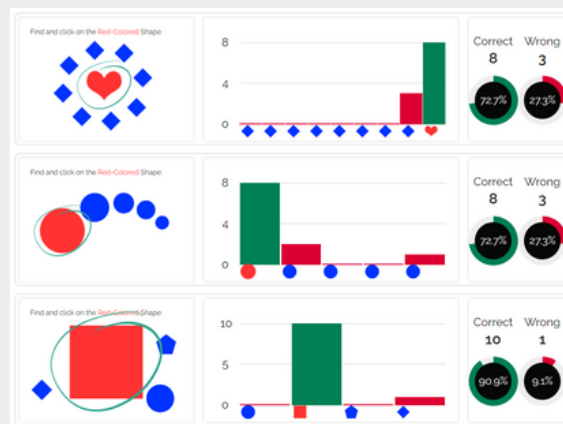 Find and click on the Red-Colored Shape:
8
4
0
Correct Wrong
8 3
72.7% 27.3%
Find and click on the Red-Colored Shape:
8
4
0
Correct Wrong
8 3
72.7% 27.3%
Find and click on the Red-Colored Shape:
10
5
0
Correct Wrong
10 1
90.9% 9.1%